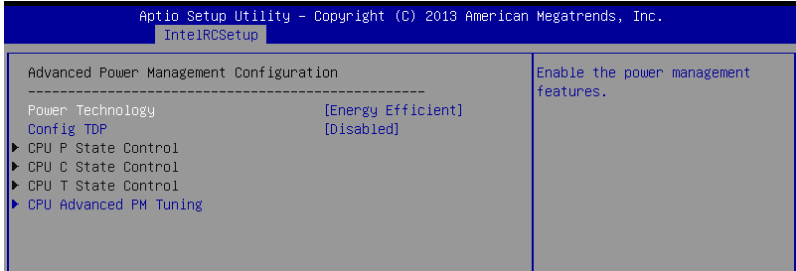 Aptio Setup Utility – Copyright (C) 2013 American Megatrends, Inc.
IntelRCSetup
Advanced Power Management Configuration
--------------------------------------------------
Power Technology [Energy Efficient]
Config TDP [Disabled]
CPU P State Control
CPU C State Control
CPU T State Control
CPU Advanced PM Tuning
Enable the power management
features.